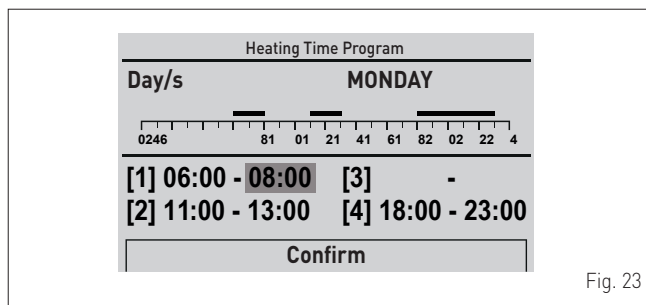 Heating Time Program
Day/s MONDAY
0246 81 01 21 41 61 82 02 22 4
[1] 06:00 - 08:00 [3] -
[2] 11:00 - 13:00 [4] 18:00 - 23:00
Confirm
Fig. 23